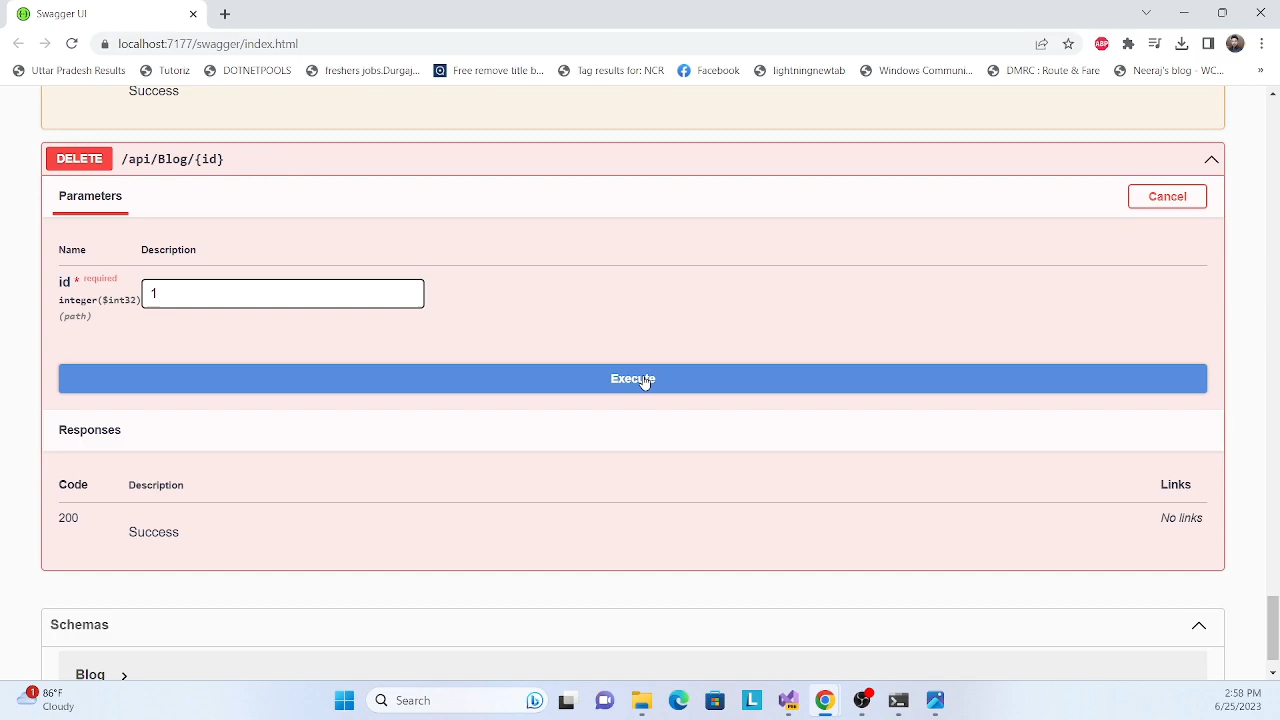 Swagger UI
localhost:7177/swagger/index.html
ABP
Uttar Pradesh Results
Tutoriz
DOTNETPOOLS
freshers jobs.Durgaj...
Free remove title b...
Tag results for: NCR
Facebook
lightningnewtab
Windows Communi...
DMRC : Route & Fare
Neeraj's blog - WC...
»
Success
DELETE /api/Blog/{id}
Parameters
Cancel
Name Description
id * required
integer($int32)
(path)
1
Execute
Responses
Code Description Links
200 Success No links
Schemas
Blog
1
86°F
Cloudy
Search
L
2:58 PM
6/25/2023